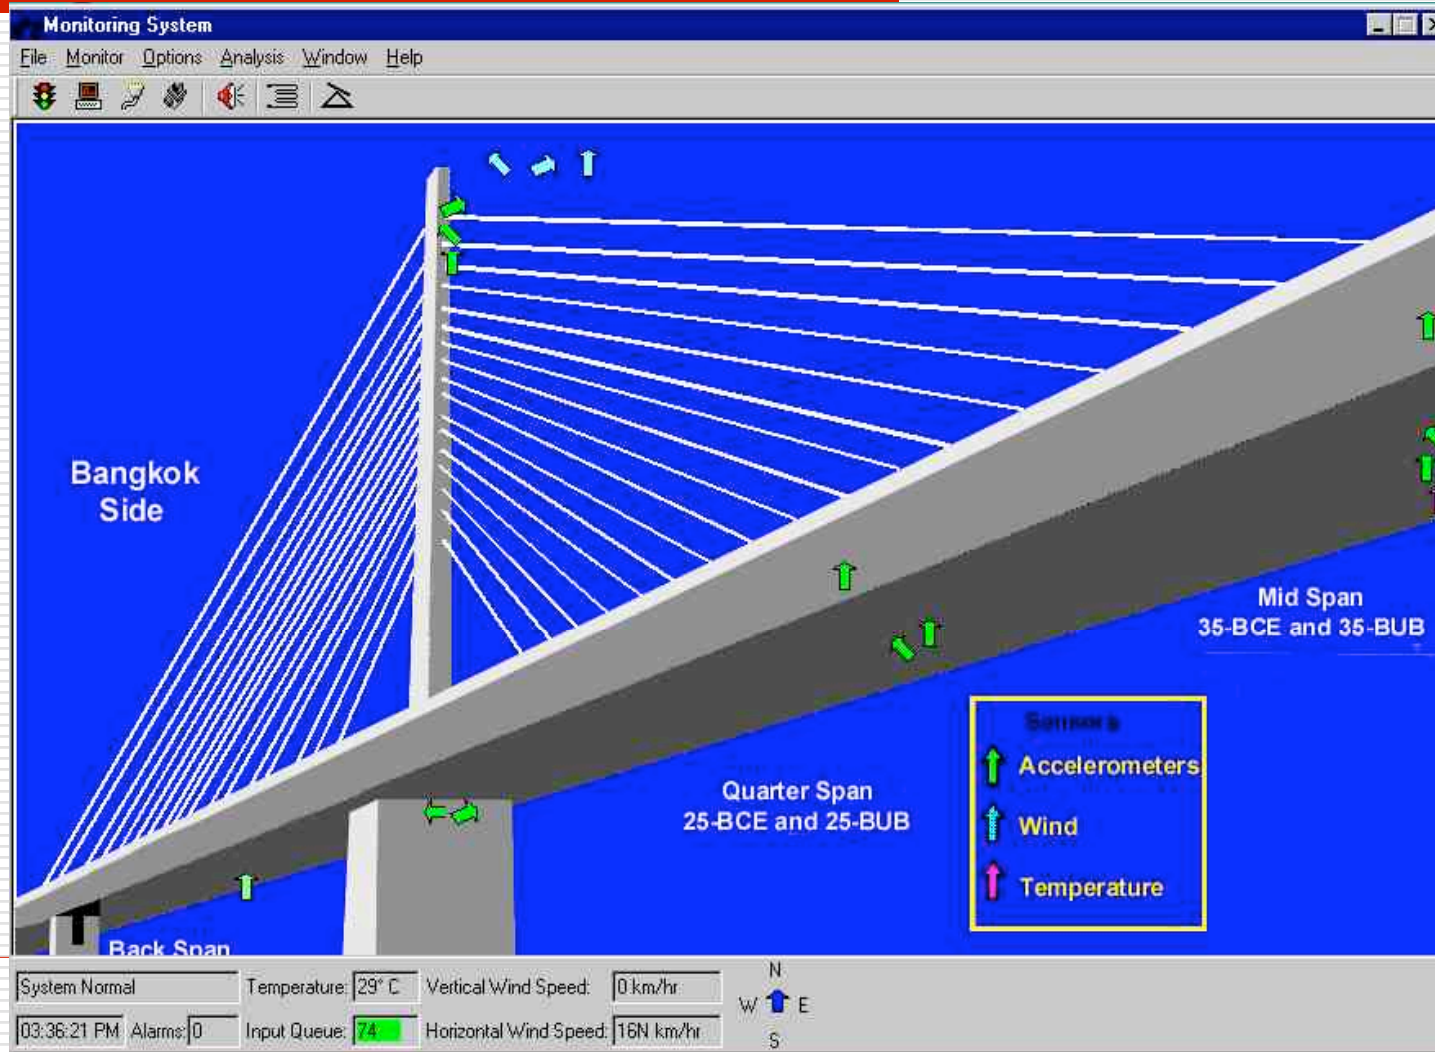 Monitoring System
File Monitor Options Analysis Window Help
Bangkok
Side
Mid Span
35-BCE and 35-BUB
Sensors
Accelerometers
Wind
Temperature
Quarter Span
25-BCE and 25-BUB
Back Span
System Normal Temperature: 29° C Vertical Wind Speed: 0 km/hr
03:36:21 PM Alarms: 0 Input Queue: 74 Horizontal Wind Speed: 16N km/hr
N
W E
S